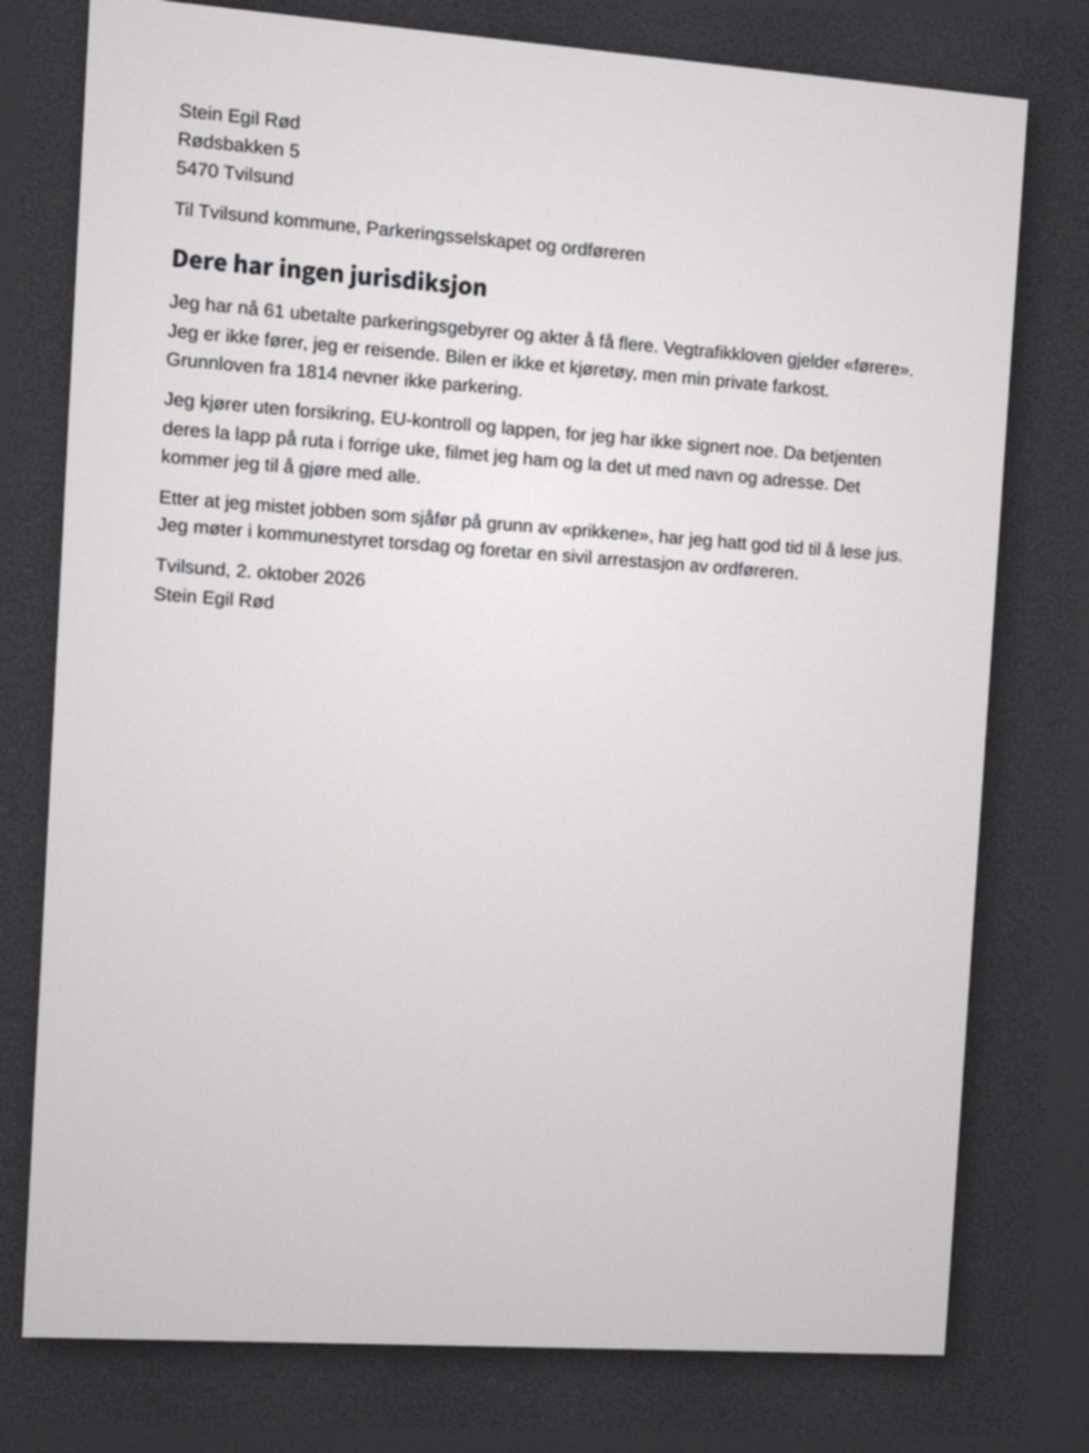 Stein Egil Rød
Rødsbakken 5
5470 Tvilsund
Til Tvilsund kommune, Parkeringsselskapet og ordføreren
Dere har ingen jurisdiksjon
Jeg har nå 61 ubetalte parkeringsgebyrer og akter å få flere. Vegtrafikkloven gjelder «førere».
Jeg er ikke fører, jeg er reisende. Bilen er ikke et kjøretøy, men min private farkost.
Grunnloven fra 1814 nevner ikke parkering.
Jeg kjører uten forsikring, EU-kontroll og lappen, for jeg har ikke signert noe. Da betjenten
deres la lapp på ruta i forrige uke, filmet jeg ham og la det ut med navn og adresse. Det
kommer jeg til å gjøre med alle.
Etter at jeg mistet jobben som sjåfør på grunn av «prikkene», har jeg hatt god tid til å lese jus.
Jeg møter i kommunestyret torsdag og foretar en sivil arrestasjon av ordføreren.
Tvilsund, 2. oktober 2026
Stein Egil Rød